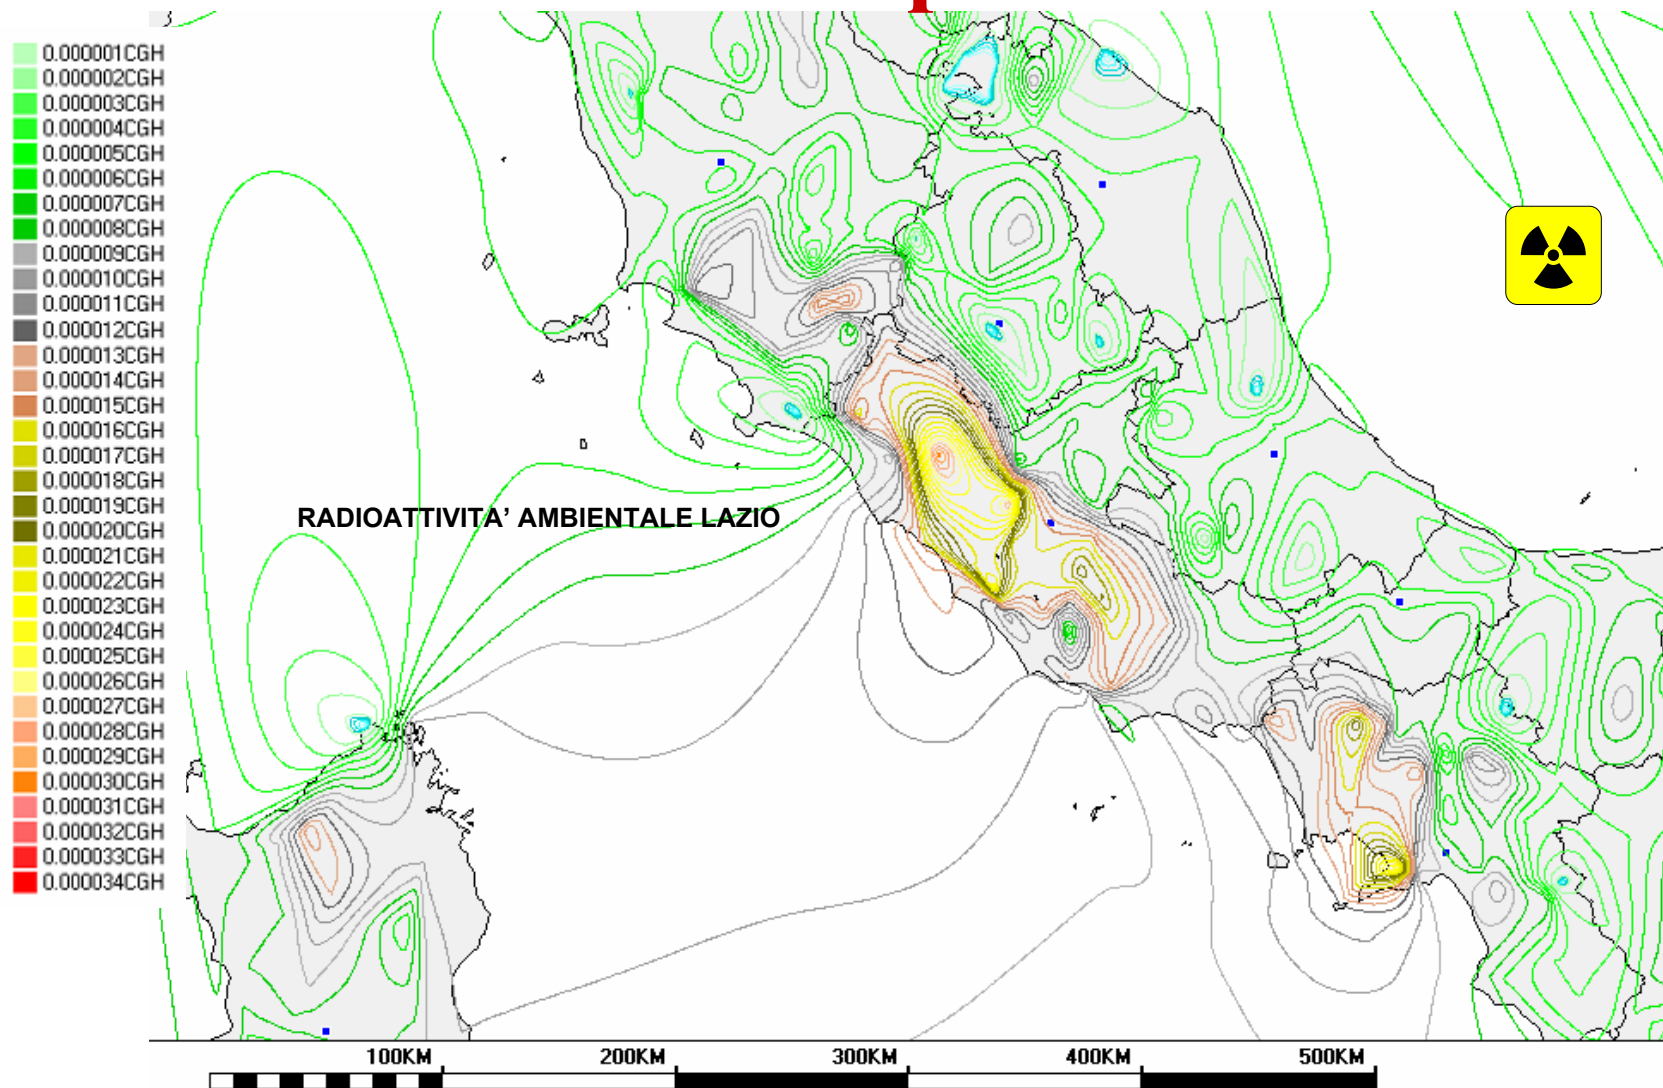 p
0.000001CGH
0.000002CGH
0.000003CGH
0.000004CGH
0.000005CGH
0.000006CGH
0.000007CGH
0.000008CGH
0.000009CGH
0.000010CGH
0.000011CGH
0.000012CGH
0.000013CGH
0.000014CGH
0.000015CGH
0.000016CGH
0.000017CGH
0.000018CGH
0.000019CGH
0.000020CGH
0.000021CGH
0.000022CGH
0.000023CGH
0.000024CGH
0.000025CGH
0.000026CGH
0.000027CGH
0.000028CGH
0.000029CGH
0.000030CGH
0.000031CGH
0.000032CGH
0.000033CGH
0.000034CGH
RADIOATTIVITA’ AMBIENTALE LAZIO
100KM 200KM 300KM 400KM 500KM